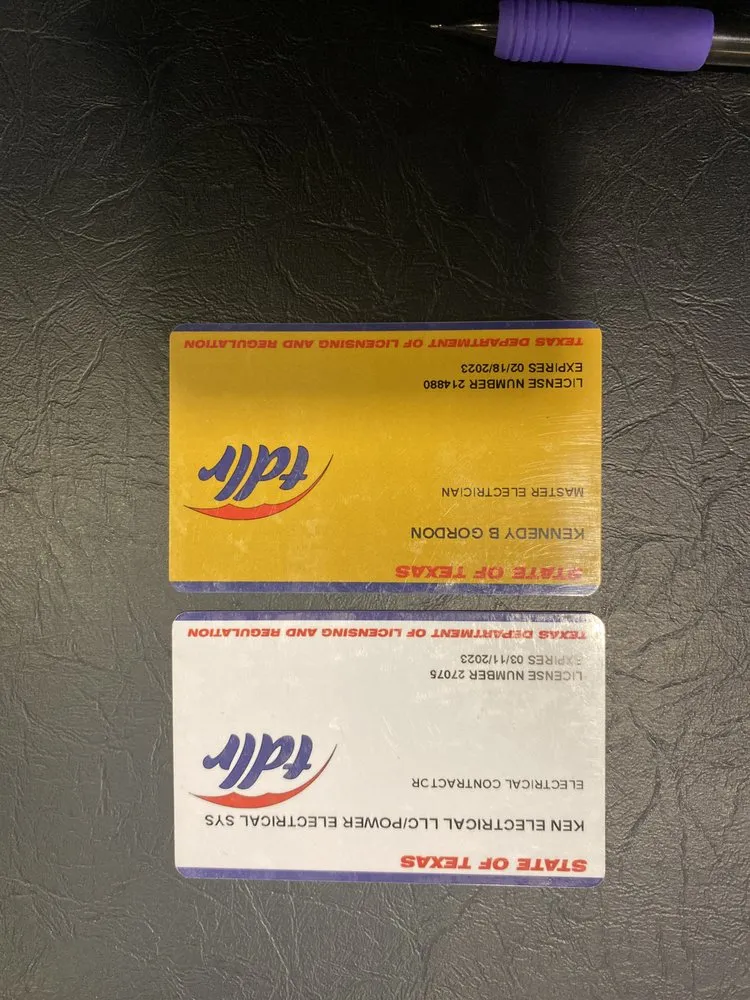 STATE OF TEXAS
KEN ELECTRICAL LLC/POWER ELECTRICAL SYS
ELECTRICAL CONTRACTOR
tdlr
LICENSE NUMBER 27075
EXPIRES 03/11/2023
TEXAS DEPARTMENT OF LICENSING AND REGULATION
STATE OF TEXAS
KENNEDY B GORDON
MASTER ELECTRICIAN
tdlr
LICENSE NUMBER 214880
EXPIRES 02/18/2023
TEXAS DEPARTMENT OF LICENSING AND REGULATION